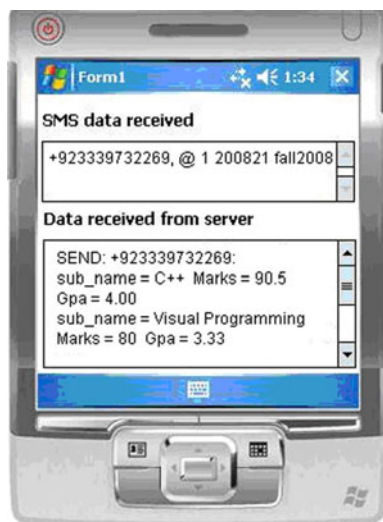 Form1 1:34
SMS data received
+923339732269, @ 1 200821 fall2008
Data received from server
SEND: +923339732269:
sub_name = C++ Marks = 90.5
Gpa = 4.00
sub_name = Visual Programming
Marks = 80 Gpa = 3.33